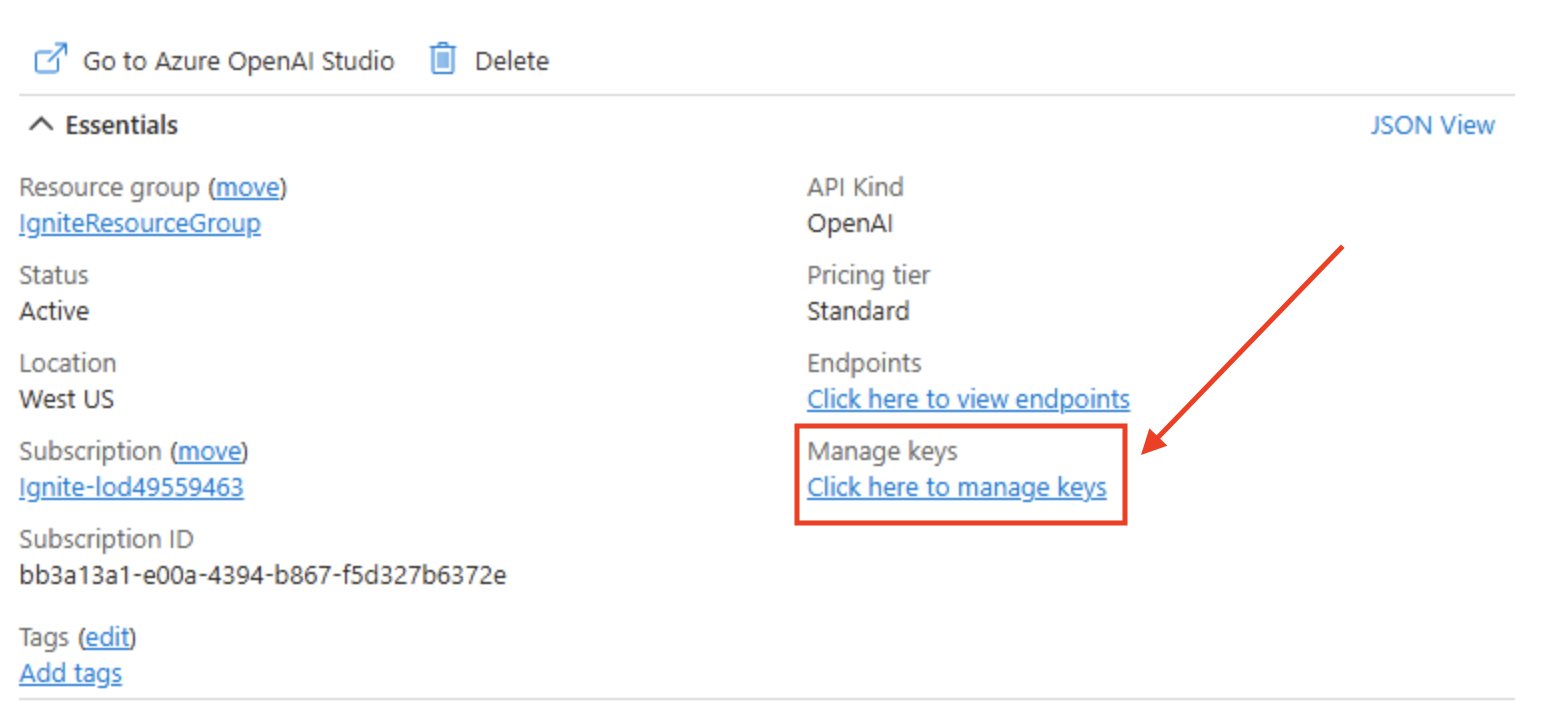 Go to Azure OpenAI Studio Delete
Essentials
JSON View
Resource group (move)
IgniteResourceGroup
Status
Active
Location
West US
Subscription (move)
Ignite-lod49559463
Subscription ID
bb3a13a1-e00a-4394-b867-f5d327b6372e
Tags (edit)
Add tags
API Kind
OpenAI
Pricing tier
Standard
Endpoints
Click here to view endpoints
Manage keys
Click here to manage keys